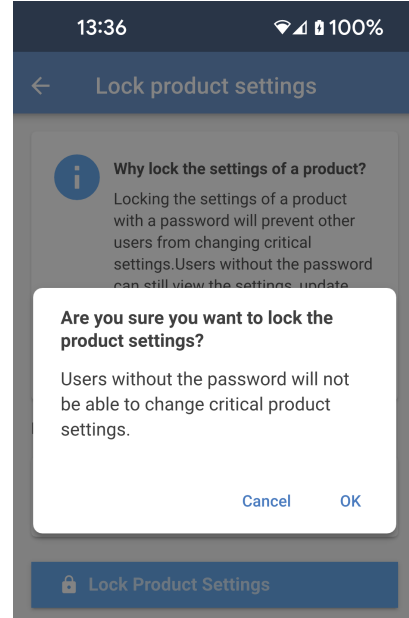 13:36
100%
Lock product settings
Why lock the settings of a product?
Locking the settings of a product
with a password will prevent other
users from changing critical
settings.Users without the password
can still view the settings, update
Are you sure you want to lock the
product settings?
Users without the password will not
be able to change critical product
settings.
Cancel OK
Lock Product Settings